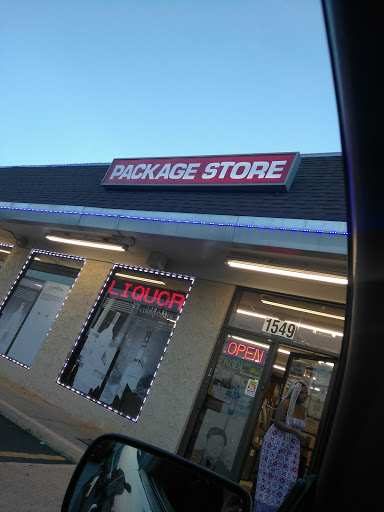 PACKAGE STORE
LIQUOR
1549
OPEN